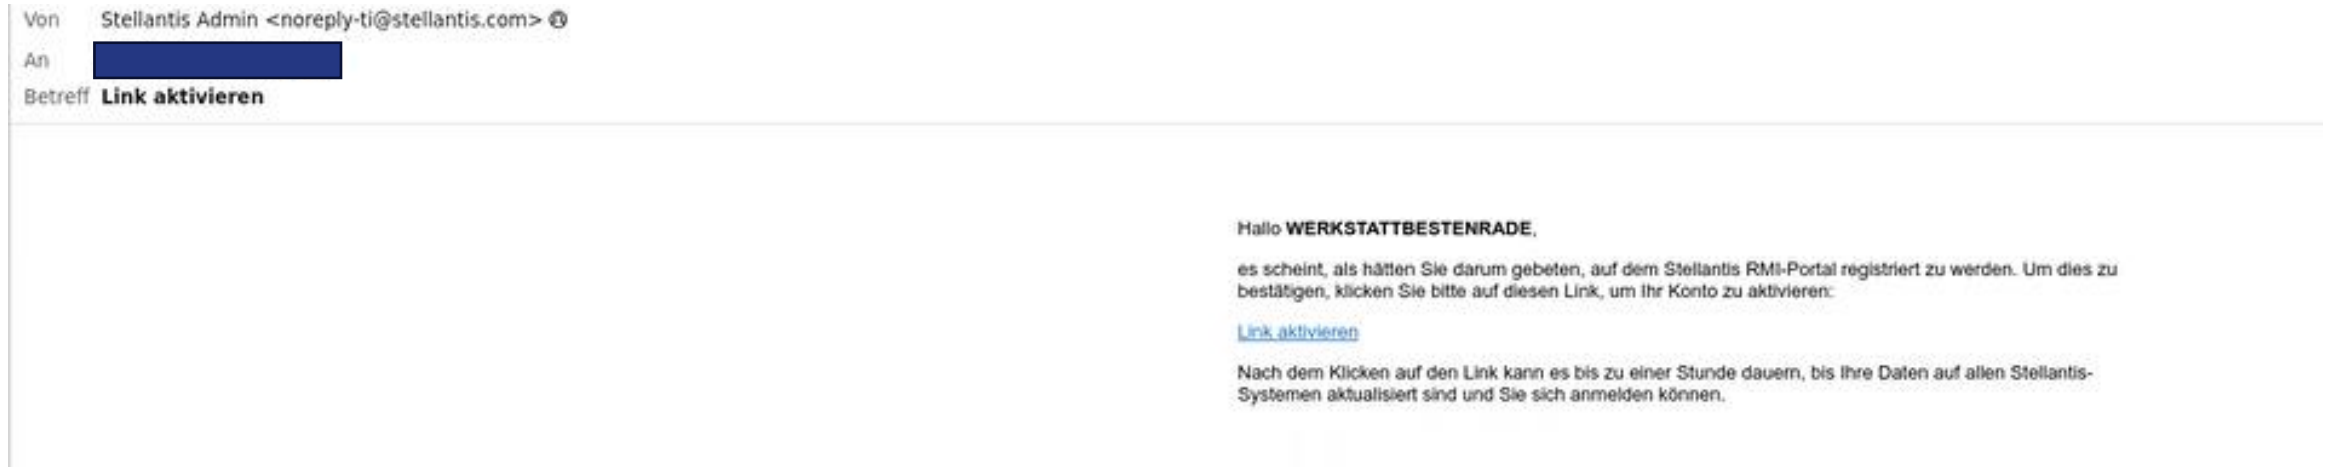 Von Stellantis Admin <noreply-ti@stellantis.com>
An
Betreff Link aktivieren
Hallo WERKSTATTBESTENRADE,
es scheint, als hätten Sie darum gebeten, auf dem Stellantis RMI-Portal registriert zu werden. Um dies zu
bestätigen, klicken Sie bitte auf diesen Link, um Ihr Konto zu aktivieren:
Link aktivieren
Nach dem Klicken auf den Link kann es bis zu einer Stunde dauern, bis Ihre Daten auf allen Stellantis-
Systemen aktualisiert sind und Sie sich anmelden können.